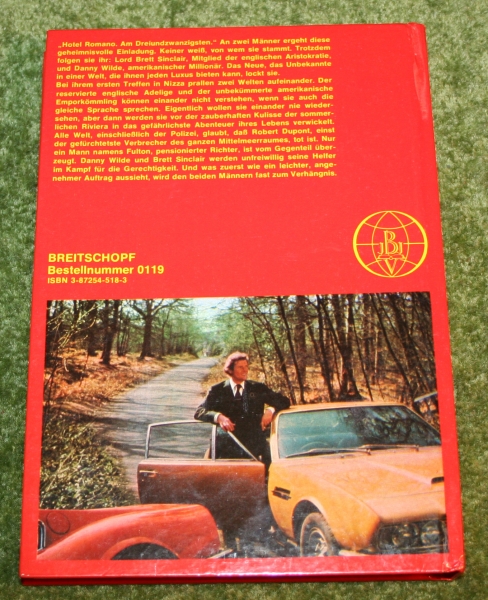 „Hotel Romano. Am Dreiundzwanzigsten.“ An zwei Männer ergeht diese
geheimnisvolle Einladung. Keiner weiß, von wem sie stammt. Trotzdem
folgen sie ihr: Lord Brett Sinclair, Mitglied der englischen Aristokratie,
und Danny Wilde, amerikanischer Millionär. Das Neue, das Unbekannte
in einer Welt, die ihnen jeden Luxus bieten kann, lockt sie.
Bei ihrem ersten Treffen in Nizza prallen zwei Welten aufeinander. Der
reservierte englische Adelige und der unbekümmerte amerikanische
Emporkömmling können einander nicht verstehen, wenn sie auch die
gleiche Sprache sprechen. Eigentlich wollen sie einander nie wieder-
sehen, aber dann werden sie vor der zauberhaften Kulisse der sommer-
lichen Riviera in das gefährlichste Abenteuer ihres Lebens verwickelt.
Alle Welt, einschließlich der Polizei, glaubt, daß Robert Dupont, einst
der gefürchtetste Verbrecher des ganzen Mittelmeerraumes, tot ist. Nur
ein Mann namens Fulton, pensionierter Richter, ist vom Gegenteil über-
zeugt. Danny Wilde und Brett Sinclair werden unfreiwillig seine Helfer
im Kampf für die Gerechtigkeit. Und was zuerst wie ein leichter, ange-
nehmer Auftrag aussieht, wird den beiden Männern fast zum Verhängnis.
BREITSCHOPF
Bestellnummer 0119
ISBN 3-87254-518-3